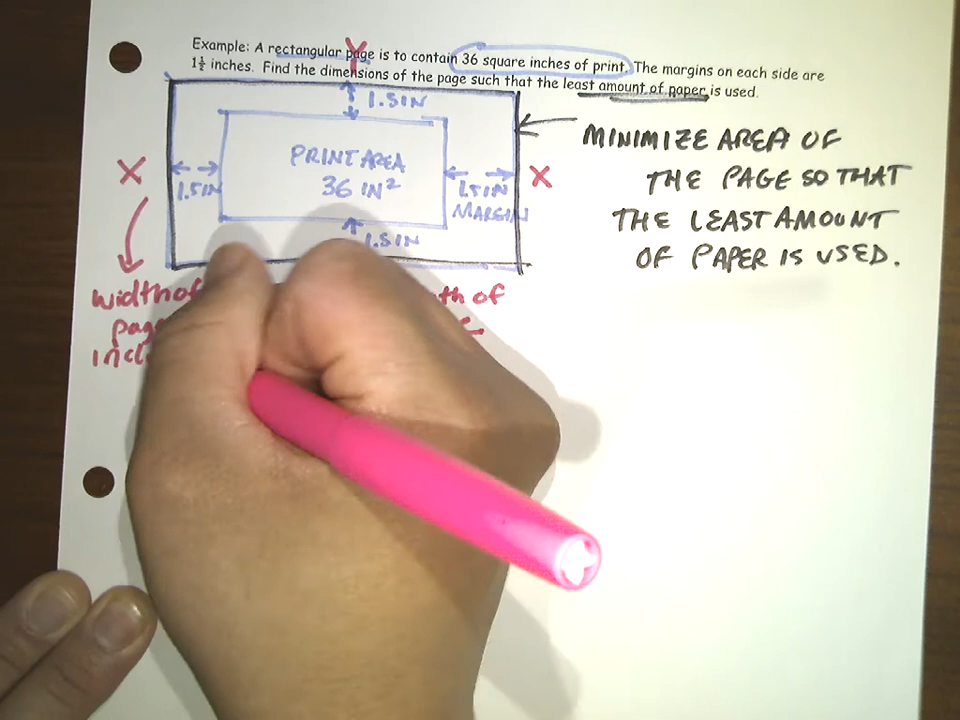 Example: A rectangular page is to contain 36 square inches of print. The margins on each side are
1½ inches. Find the dimensions of the page such that the least amount of paper is used.
Y
1.5IN
MINIMIZE AREA OF
THE PAGE SO THAT
THE LEAST AMOUNT
OF PAPER IS USED.
PRINT AREA
36 IN²
X
1.5IN
1.5IN
MARGIN
X
1.5IN
width of
of